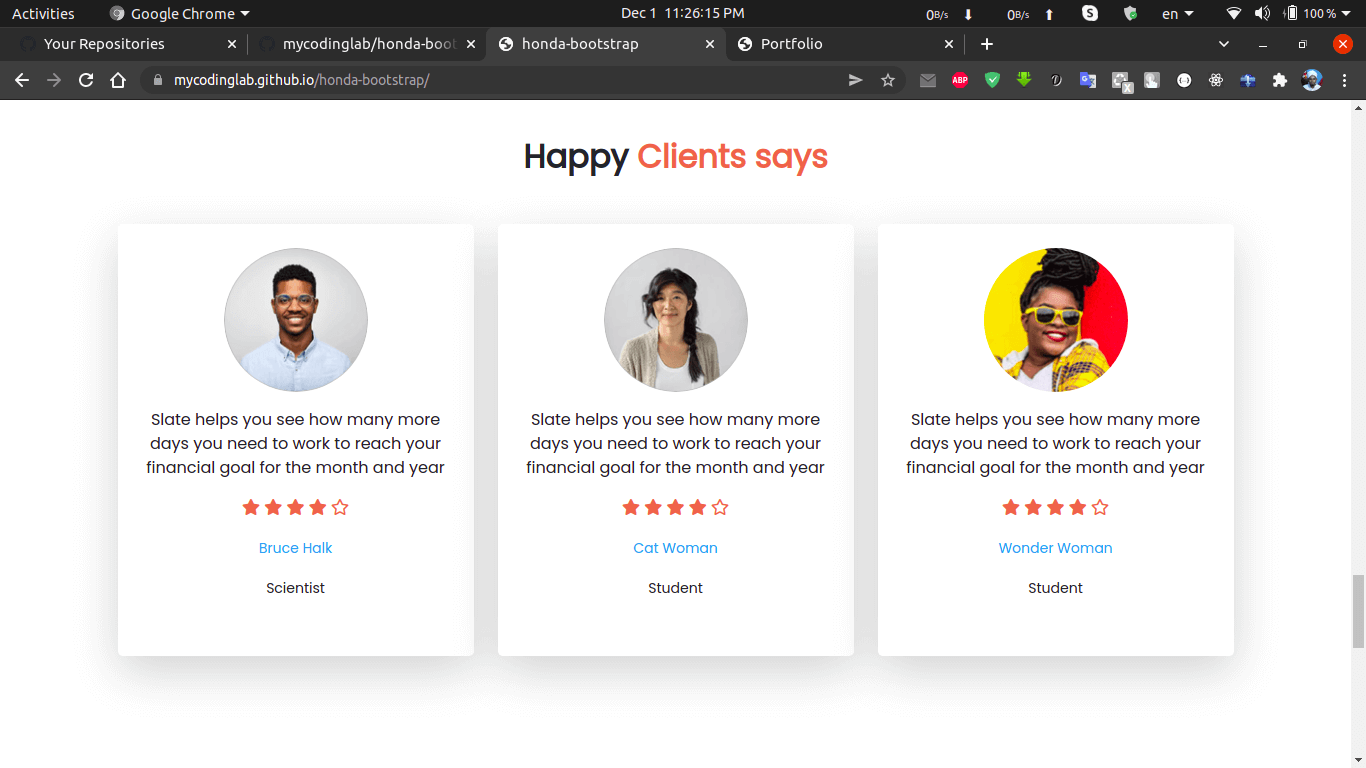 Activities
Google Chrome
Dec 1 11:26:15 PM
0B/s
0B/s
en
100 %
Your Repositories
mycodinglab/honda-boot
honda-bootstrap
Portfolio
mycodinglab.github.io/honda-bootstrap/
ABP
Happy Clients says
Slate helps you see how many more
days you need to work to reach your
financial goal for the month and year
Bruce Halk
Scientist
Slate helps you see how many more
days you need to work to reach your
financial goal for the month and year
Cat Woman
Student
Slate helps you see how many more
days you need to work to reach your
financial goal for the month and year
Wonder Woman
Student